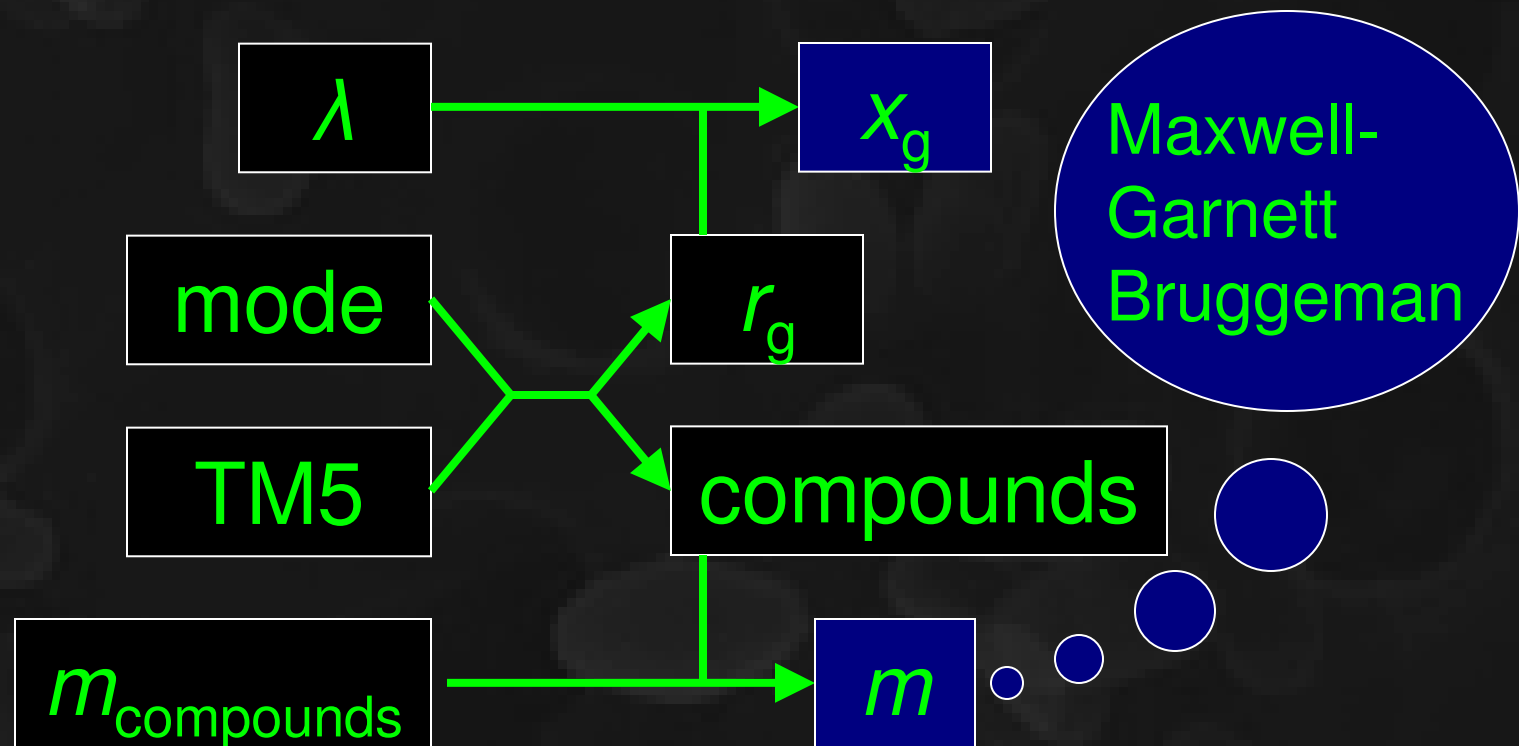 λ
x_g
Maxwell-
Garnett
Bruggeman
mode
r_g
TM5
compounds
m_compounds
m